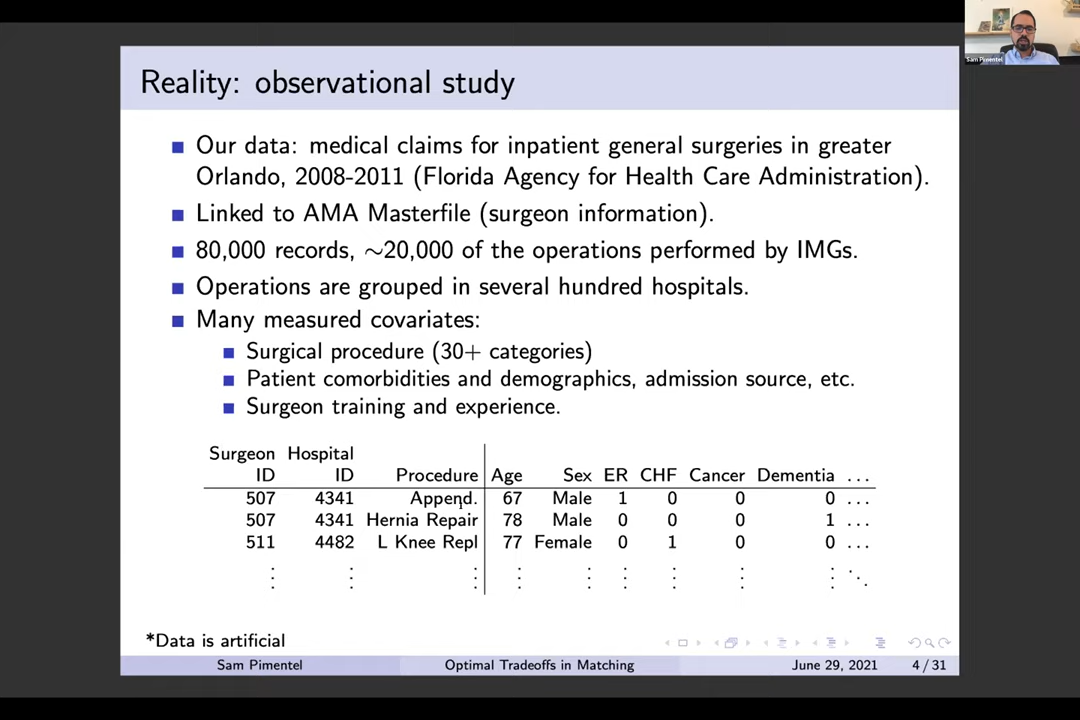 Sam Pimentel
Reality: observational study
Our data: medical claims for inpatient general surgeries in greater
Orlando, 2008-2011 (Florida Agency for Health Care Administration).
Linked to AMA Masterfile (surgeon information).
80,000 records, ~20,000 of the operations performed by IMGs.
Operations are grouped in several hundred hospitals.
Many measured covariates:
Surgical procedure (30+ categories)
Patient comorbidities and demographics, admission source, etc.
Surgeon training and experience.
Surgeon Hospital
ID ID Procedure Age Sex ER CHF Cancer Dementia ...
507 4341 Append. 67 Male 1 0 0 0 ...
507 4341 Hernia Repair 78 Male 0 0 0 1 ...
511 4482 L Knee Repl 77 Female 0 1 0 0 ...
*Data is artificial
Sam Pimentel Optimal Tradeoffs in Matching June 29, 2021 4 / 31